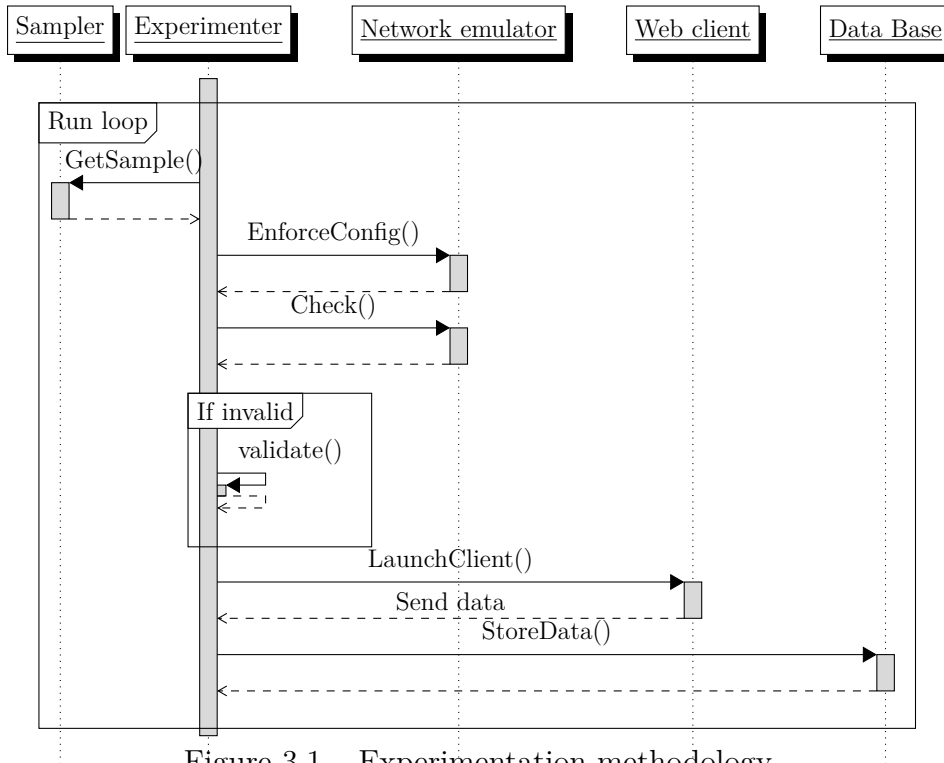 Sampler Experimenter Network emulator Web client Data Base
Run loop
GetSample()
EnforceConfig()
Check()
If invalid
validate()
LaunchClient()
Send data
StoreData()
Figure 3.1 Experimentation methodology